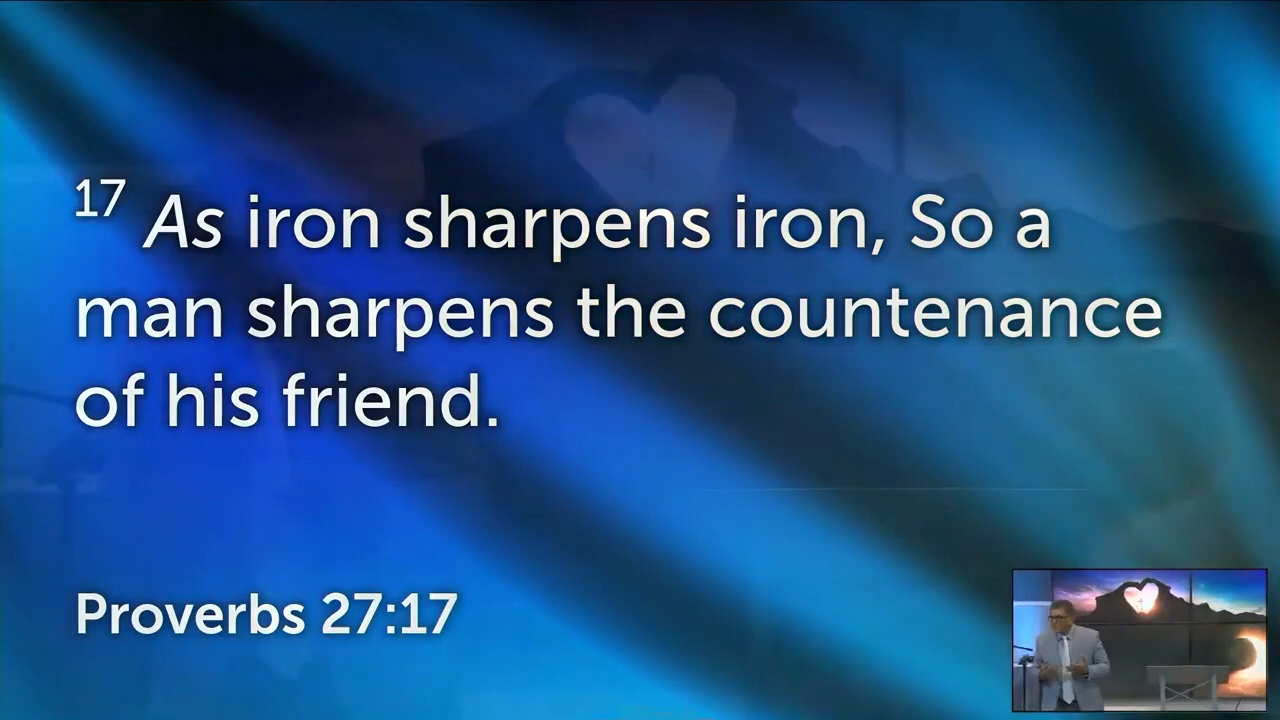 17 As iron sharpens iron, So a
man sharpens the countenance
of his friend.
Proverbs 27:17